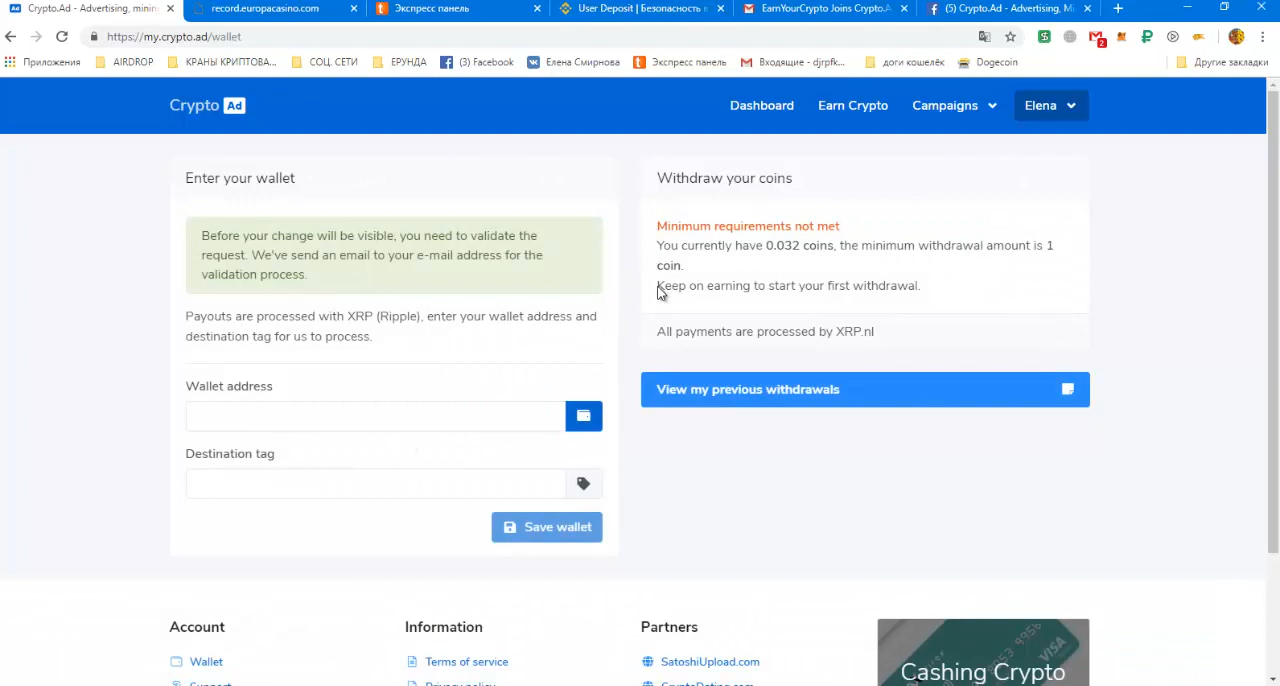 Crypto.Ad - Advertising, minin
record.europacasino.com
Экспресс панель
User Deposit | Безопасность п
EarnYourCrypto Joins Crypto.A
(5) Crypto.Ad - Advertising, Mi
https://my.crypto.ad/wallet
2
Приложения
AIRDROP
КРАНЫ КРИПТОВА...
СОЦ. СЕТИ
ЕРУНДА
(3) Facebook
Елена Смирнова
Экспресс панель
Входящие - djrpfk...
доги кошелёк
Dogecoin
Другие закладки
Crypto Ad
Dashboard
Earn Crypto
Campaigns
Elena
Enter your wallet
Before your change will be visible, you need to validate the
request. We've send an email to your e-mail address for the
validation process.
Payouts are processed with XRP (Ripple), enter your wallet address and
destination tag for us to process.
Wallet address
Destination tag
Save wallet
Withdraw your coins
Minimum requirements not met
You currently have 0.032 coins, the minimum withdrawal amount is 1
coin.
Keep on earning to start your first withdrawal.
All payments are processed by XRP.nl
View my previous withdrawals
Account
Wallet
Support
Information
Terms of service
Privacy policy
Partners
SatoshiUpload.com
CryptoDating.com
VISA
Cashing Crypto